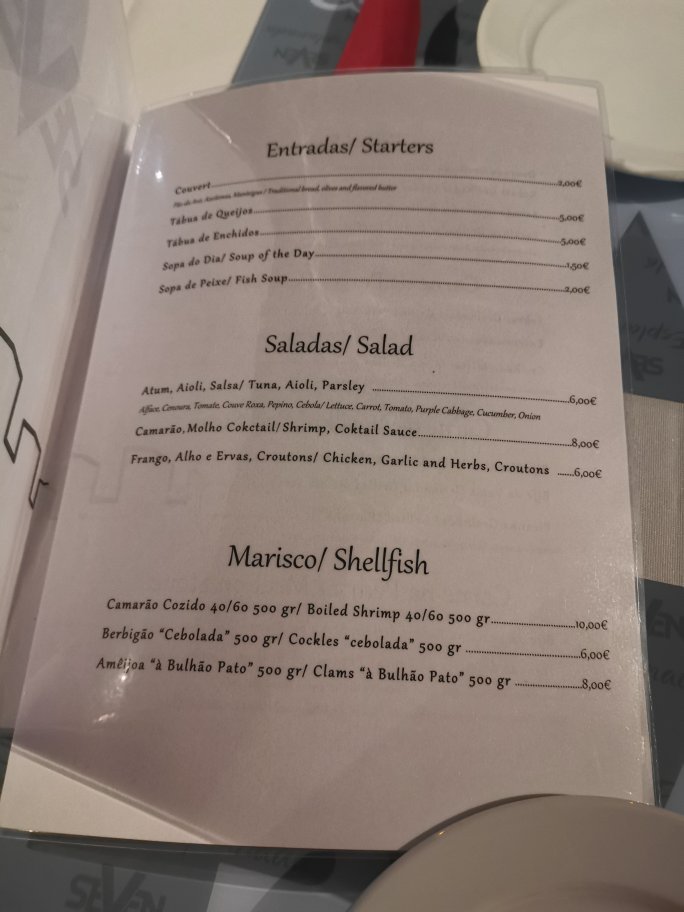 SEVEN
Entradas/ Starters
Couvert 2,00€
Pão da Avó, Azeitonas, Manteigas / Traditional bread, olives and flavored butter
Tábua de Queijos 5,00€
Tábua de Enchidos 5,00€
Sopa do Dia/ Soup of the Day 1,50€
Sopa de Peixe/ Fish Soup 2,00€
Saladas/ Salad
Atum, Aioli, Salsa/ Tuna, Aioli, Parsley 6,00€
Alface, Cenoura, Tomate, Couve Roxa, Pepino, Cebola/ Lettuce, Carrot, Tomato, Purple Cabbage, Cucumber, Onion
Camarão, Molho Cokctail/ Shrimp, Coktail Sauce 8,00€
Frango, Alho e Ervas, Croutons/ Chicken, Garlic and Herbs, Croutons 6,00€
Marisco/ Shellfish
Camarão Cozido 40/60 500 gr/ Boiled Shrimp 40/60 500 gr 10,00€
Berbigão “Cebolada” 500 gr/ Cockles “cebolada” 500 gr 6,00€
Amêijoa “à Bulhão Pato” 500 gr/ Clams “à Bulhão Pato” 500 gr 8,00€
SEVEN